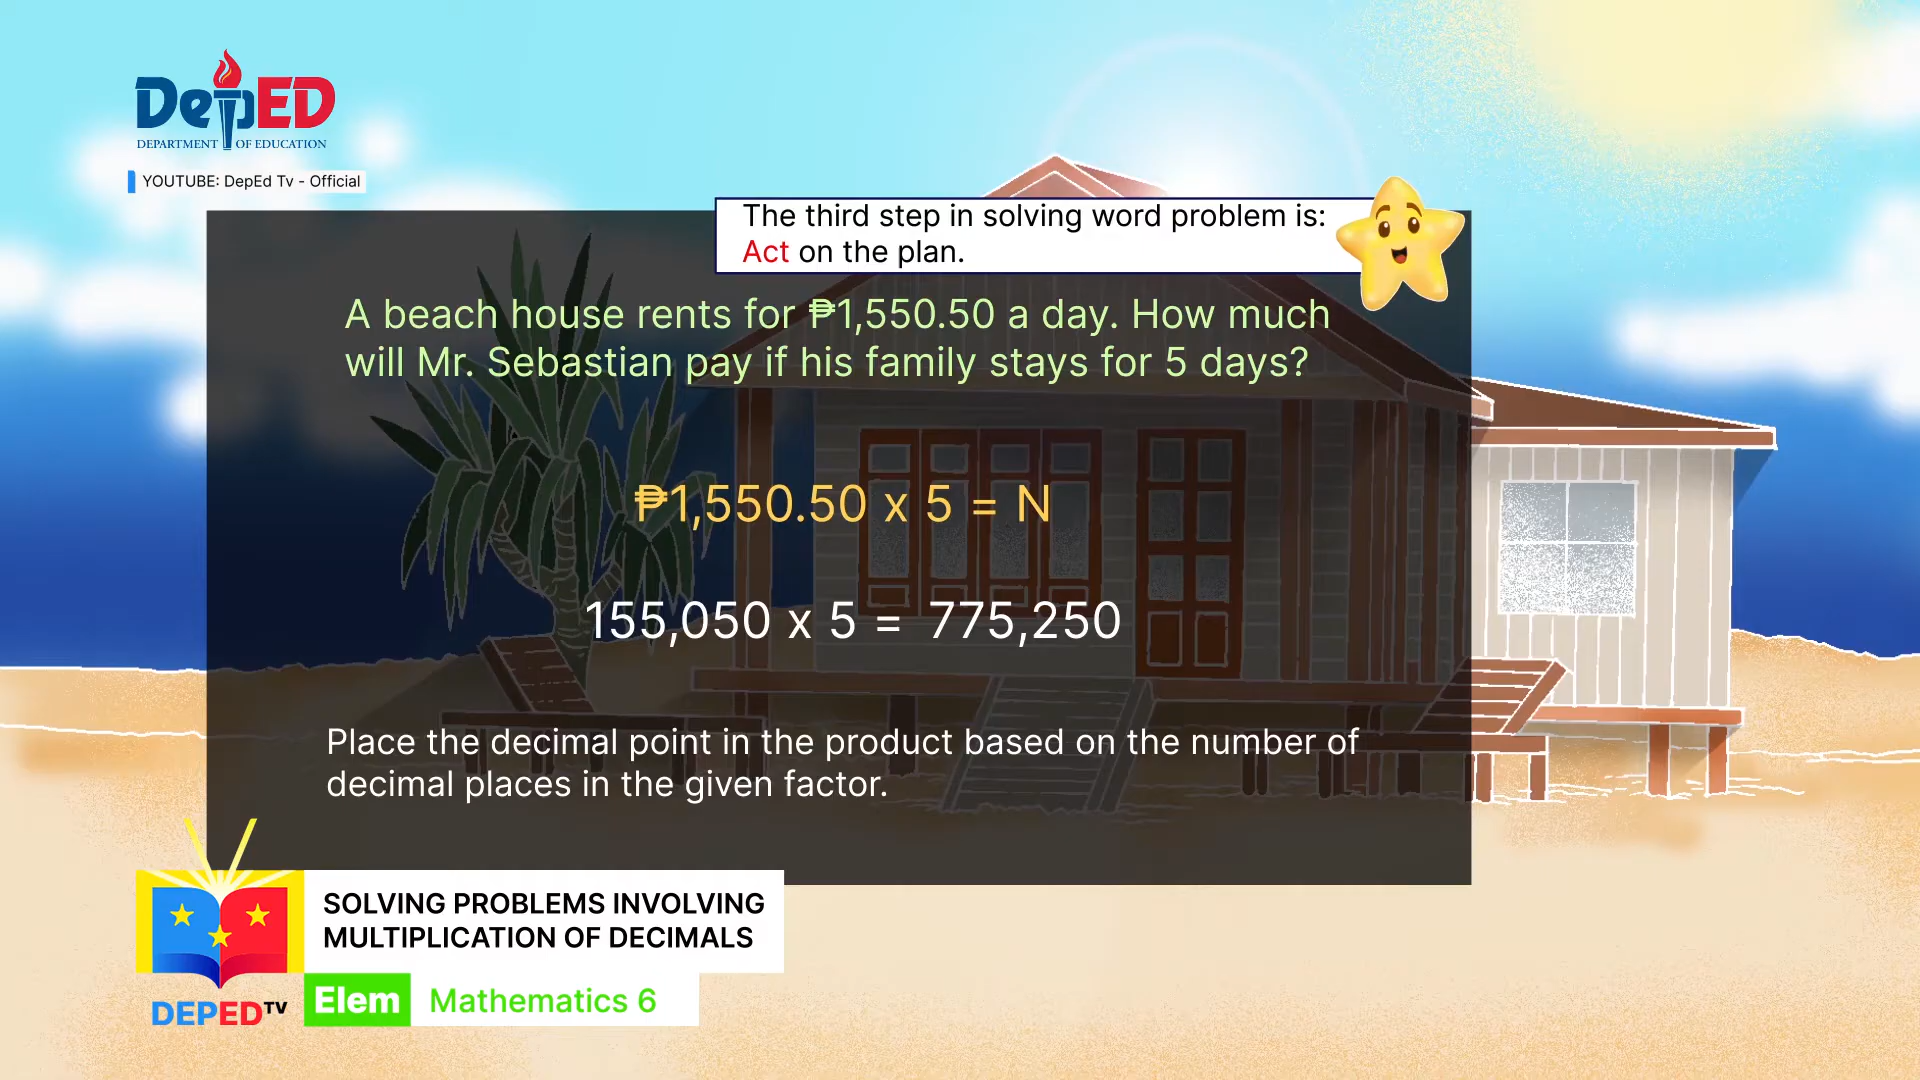 DepED
DEPARTMENT OF EDUCATION
YOUTUBE: DepEd Tv - Official
The third step in solving word problem is:
Act on the plan.
A beach house rents for ₱1,550.50 a day. How much
will Mr. Sebastian pay if his family stays for 5 days?
₱1,550.50 x 5 = N
155,050 x 5 = 775,250
Place the decimal point in the product based on the number of
decimal places in the given factor.
SOLVING PROBLEMS INVOLVING
MULTIPLICATION OF DECIMALS
DEPED TV
Elem Mathematics 6